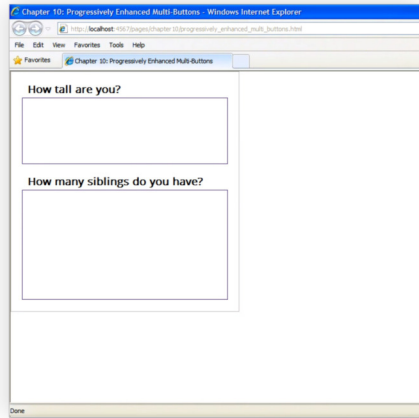 Chapter 10: Progressively Enhanced Multi-Buttons - Windows Internet Explorer
http://localhost:4567/pages/chapter10/progressively_enhanced_multi_buttons.html
File Edit View Favorites Tools Help
Favorites Chapter 10: Progressively Enhanced Multi-Buttons
How tall are you?
How many siblings do you have?
Done